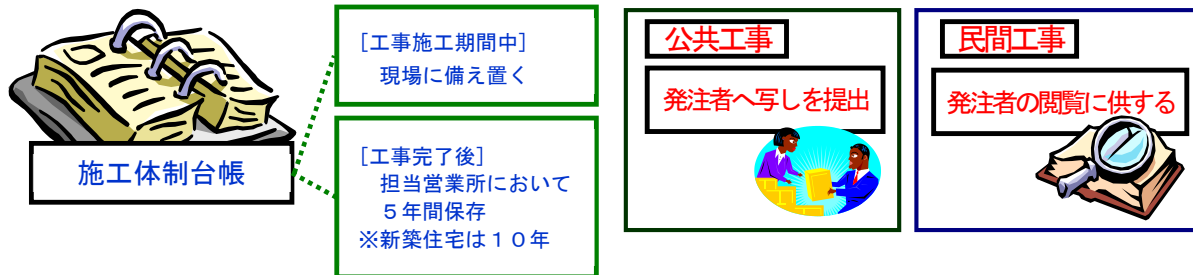 施工体制台帳
[工事施工期間中]
現場に備え置く
[工事完了後]
担当営業所において
５年間保存
※新築住宅は１０年
公共工事
発注者へ写しを提出
民間工事
発注者の閲覧に供する